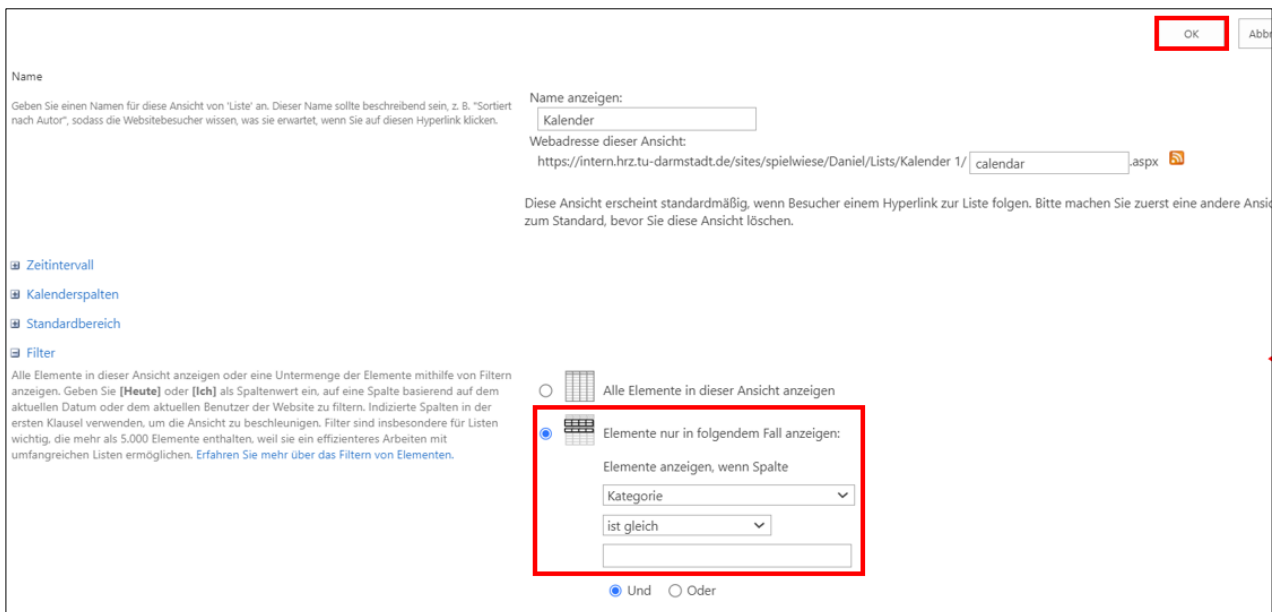 OK
Abbr
Name
Geben Sie einen Namen für diese Ansicht von 'Liste' an. Dieser Name sollte beschreibend sein, z. B. "Sortiert
nach Autor", sodass die Websitebesucher wissen, was sie erwartet, wenn Sie auf diesen Hyperlink klicken.
Name anzeigen:
Kalender
Webadresse dieser Ansicht:
https://intern.hrz.tu-darmstadt.de/sites/spielwiese/Daniel/Lists/Kalender 1/ calendar .aspx
Diese Ansicht erscheint standardmäßig, wenn Besucher einem Hyperlink zur Liste folgen. Bitte machen Sie zuerst eine andere Ansic
zum Standard, bevor Sie diese Ansicht löschen.
Zeitintervall
Kalenderspalten
Standardbereich
Filter
Alle Elemente in dieser Ansicht anzeigen oder eine Untermenge der Elemente mithilfe von Filtern
anzeigen. Geben Sie [Heute] oder [Ich] als Spaltenwert ein, auf eine Spalte basierend auf dem
aktuellen Datum oder dem aktuellen Benutzer der Website zu filtern. Indizierte Spalten in der
ersten Klausel verwenden, um die Ansicht zu beschleunigen. Filter sind insbesondere für Listen
wichtig, die mehr als 5.000 Elemente enthalten, weil sie ein effizienteres Arbeiten mit
umfangreichen Listen ermöglichen. Erfahren Sie mehr über das Filtern von Elementen.
Alle Elemente in dieser Ansicht anzeigen
Elemente nur in folgendem Fall anzeigen:
Elemente anzeigen, wenn Spalte
Kategorie
ist gleich
Und Oder